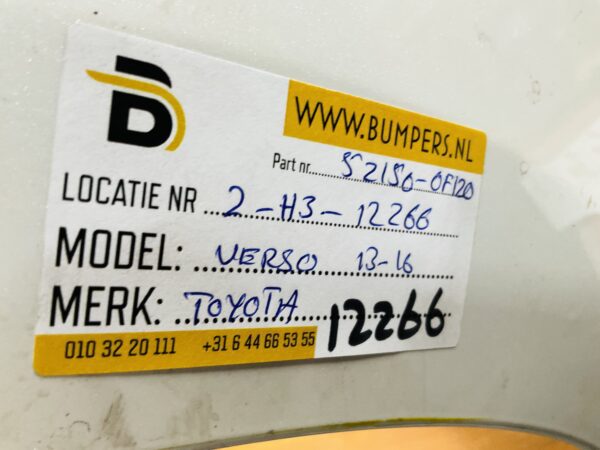 WWW.BUMPERS.NL
Part nr. 52150-0F120
LOCATIE NR 2-H3-12266
MODEL: VERSO 13-16
MERK: TOYOTA
12266
010 32 20 111 +31 6 44 66 53 55